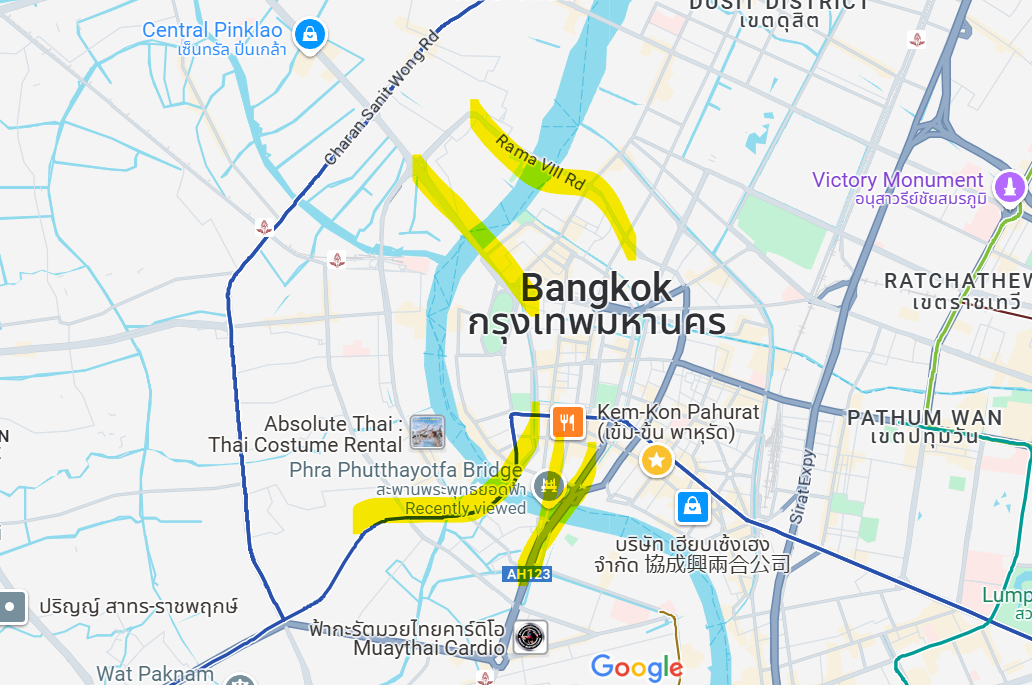 DUSIT DISTRICT
เขตดุสิต
Central Pinklao
เซ็นทรัล ปิ่นเกล้า
Charan Sanit Wong Rd
Rama VIII Rd
Victory Monument
อนุสาวรีย์ชัยสมรภูมิ
RATCHATHEW
เขตราชเทวี
Bangkok
กรุงเทพมหานคร
Kem-Kon Pahurat
(เข้ม-ข้น พาหุรัด)
PATHUM WAN
เขตปทุมวัน
Absolute Thai :
Thai Costume Rental
Phra Phutthayotfa Bridge
สะพานพระพุทธยอดฟ้า
Recently viewed
Sirat Expy
N
บริษัท เฮียบเซ้งเฮง
จำกัด 協成興兩合公司
AH123
Lump
สว
ปริญญ์ สาทร-ราชพฤกษ์
ฟ้ากะรัตมวยไทยคาร์ดิโอ
Muaythai Cardio
Wat Paknam
Google